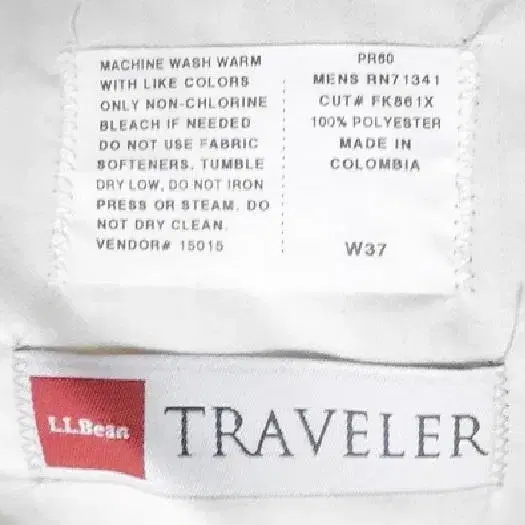 MACHINE WASH WARM
WITH LIKE COLORS
ONLY NON-CHLORINE
BLEACH IF NEEDED
DO NOT USE FABRIC
SOFTENERS. TUMBLE
DRY LOW, DO NOT IRON
PRESS OR STEAM. DO
NOT DRY CLEAN.
VENDOR# 15015
PR60
MENS RN71341
CUT# FK861X
100% POLYESTER
MADE IN
COLOMBIA
W37
L.L.Bean
TRAVELER